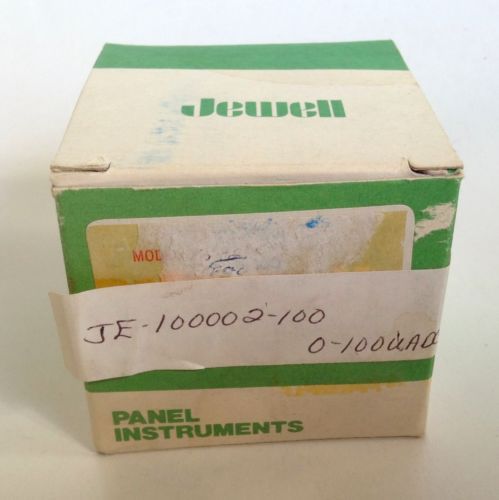 Jewell
MOD
JE-100002-100
0-100UADC
PANEL
INSTRUMENTS